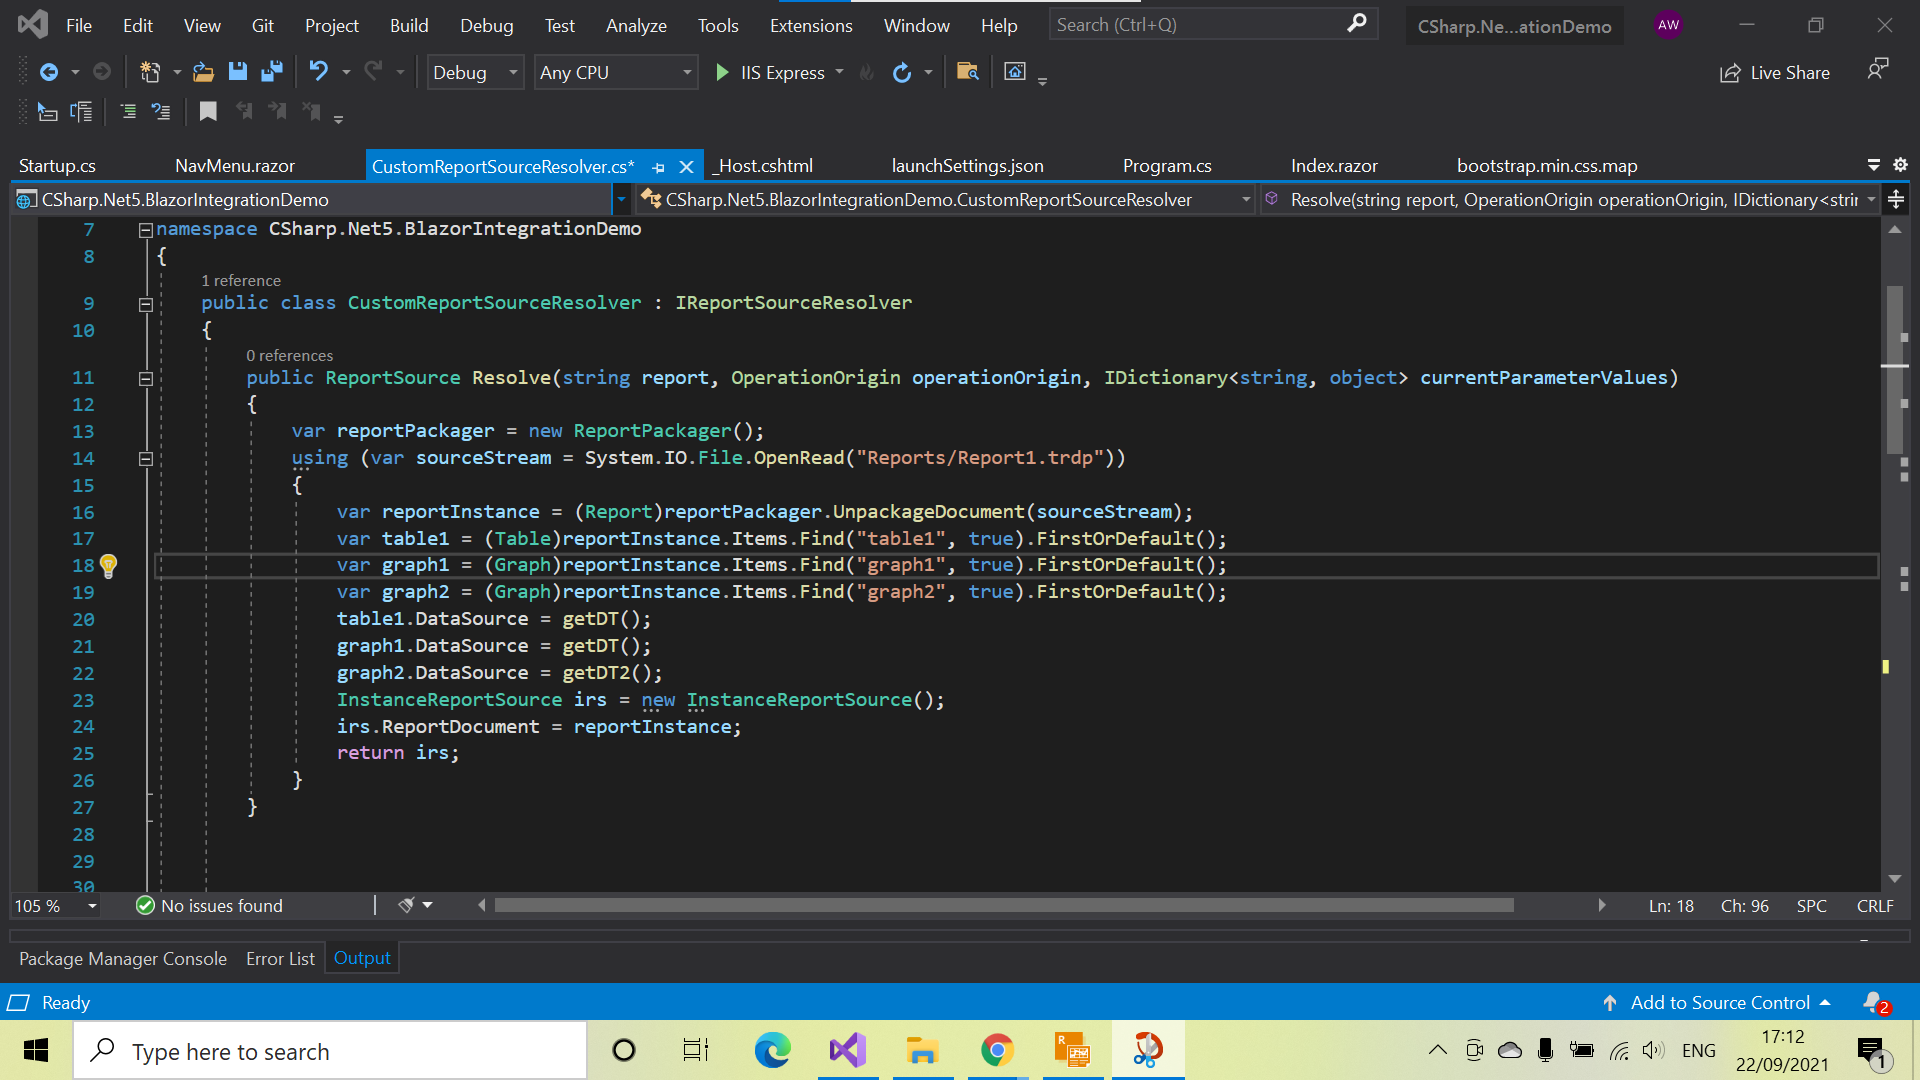 File Edit View Git Project Build Debug Test Analyze Tools Extensions Window Help Search (Ctrl+Q) CSharp.Ne...ationDemo AW
Debug Any CPU IIS Express Live Share
Startup.cs NavMenu.razor CustomReportSourceResolver.cs* _Host.cshtml launchSettings.json Program.cs Index.razor bootstrap.min.css.map
CSharp.Net5.BlazorIntegrationDemo CSharp.Net5.BlazorIntegrationDemo.CustomReportSourceResolver Resolve(string report, OperationOrigin operationOrigin, IDictionary<strin
7 namespace CSharp.Net5.BlazorIntegrationDemo
8 {
1 reference
9 public class CustomReportSourceResolver : IReportSourceResolver
10 {
0 references
11 public ReportSource Resolve(string report, OperationOrigin operationOrigin, IDictionary<string, object> currentParameterValues)
12 {
13 var reportPackager = new ReportPackager();
14 using (var sourceStream = System.IO.File.OpenRead("Reports/Report1.trdp"))
15 {
16 var reportInstance = (Report)reportPackager.UnpackageDocument(sourceStream);
17 var table1 = (Table)reportInstance.Items.Find("table1", true).FirstOrDefault();
18 var graph1 = (Graph)reportInstance.Items.Find("graph1", true).FirstOrDefault();
19 var graph2 = (Graph)reportInstance.Items.Find("graph2", true).FirstOrDefault();
20 table1.DataSource = getDT();
21 graph1.DataSource = getDT();
22 graph2.DataSource = getDT2();
23 InstanceReportSource irs = new InstanceReportSource();
24 irs.ReportDocument = reportInstance;
25 return irs;
26 }
27 }
28
29
30
105 % No issues found Ln: 18 Ch: 96 SPC CRLF
Package Manager Console Error List Output
Ready Add to Source Control 2
Type here to search R ENG 17:12
22/09/2021 1